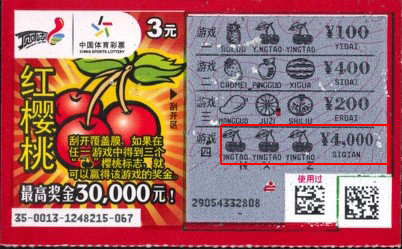 顶呱刮
中国体育彩票
CHINA SPORTS LOTTERY
3元
红樱桃
刮开区
刮开覆盖膜，如果在
任一游戏中得到三个
“🍒”樱桃标志，就
可以赢得该游戏的奖金。
最高奖金30,000元！
35-0013-1248215-067
游戏一
YINGTAO YINGTAO
¥100
YIBAI
游戏二
CAOMEI PINGGUO XIGUA
¥400
SIBAI
游戏三
MANGGUO JUZI
¥200
ERBAI
游戏四
YINGTAO YINGTAO YINGTAO
¥4,000
SIQIAN
使用过
29054332808